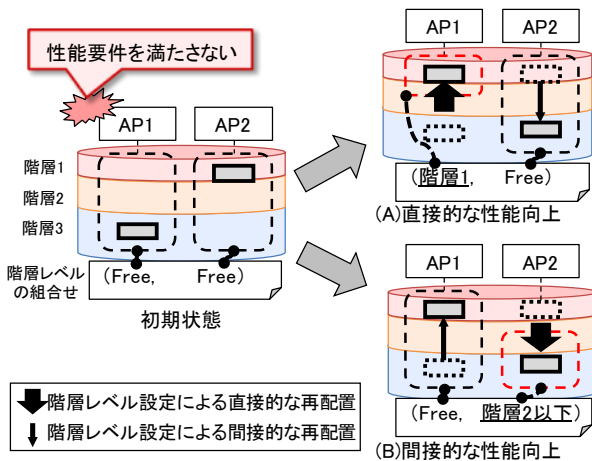 性能要件を満たさない
AP1
AP2
階層1
階層2
階層3
階層レベル
の組合せ
(Free,
Free)
初期状態
AP1
AP2
(階層1,
Free)
(A)直接的な性能向上
AP1
AP2
(Free,
階層2以下)
(B)間接的な性能向上
階層レベル設定による直接的な再配置
階層レベル設定による間接的な再配置